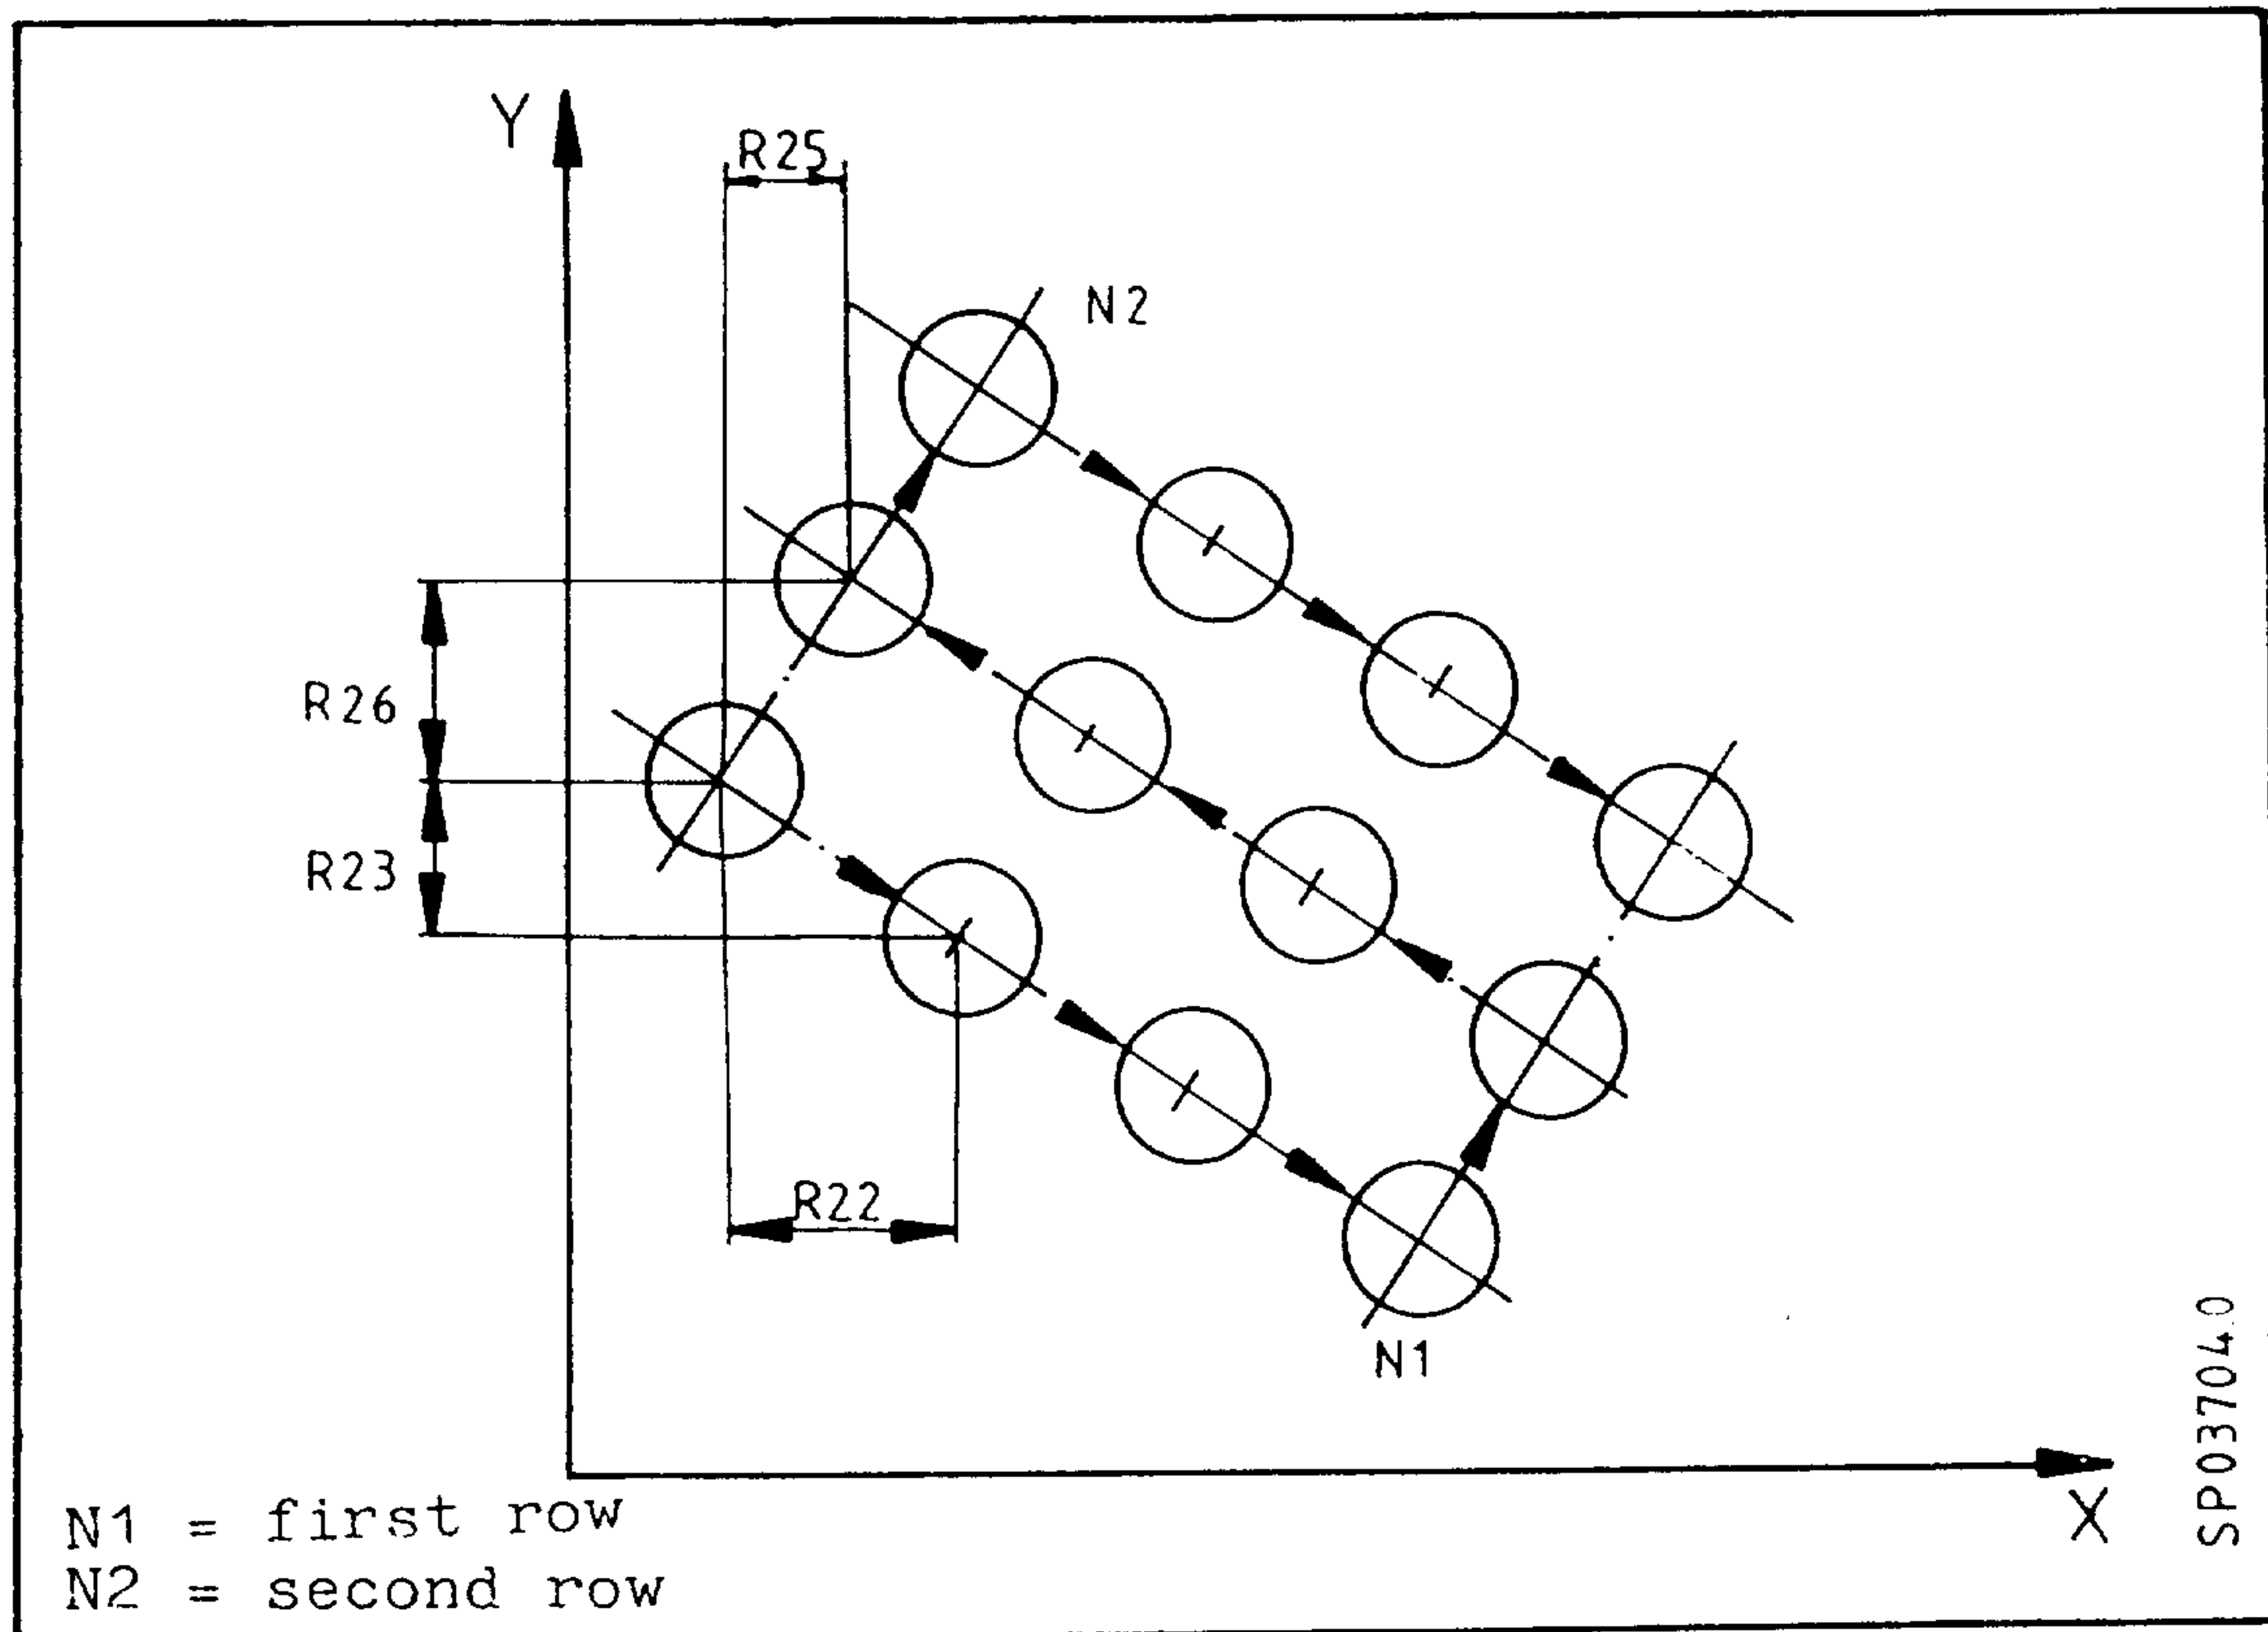 Y
R25
N2
R26
R23
R22
N1
X
SP037040
N1 = first row
N2 = second row